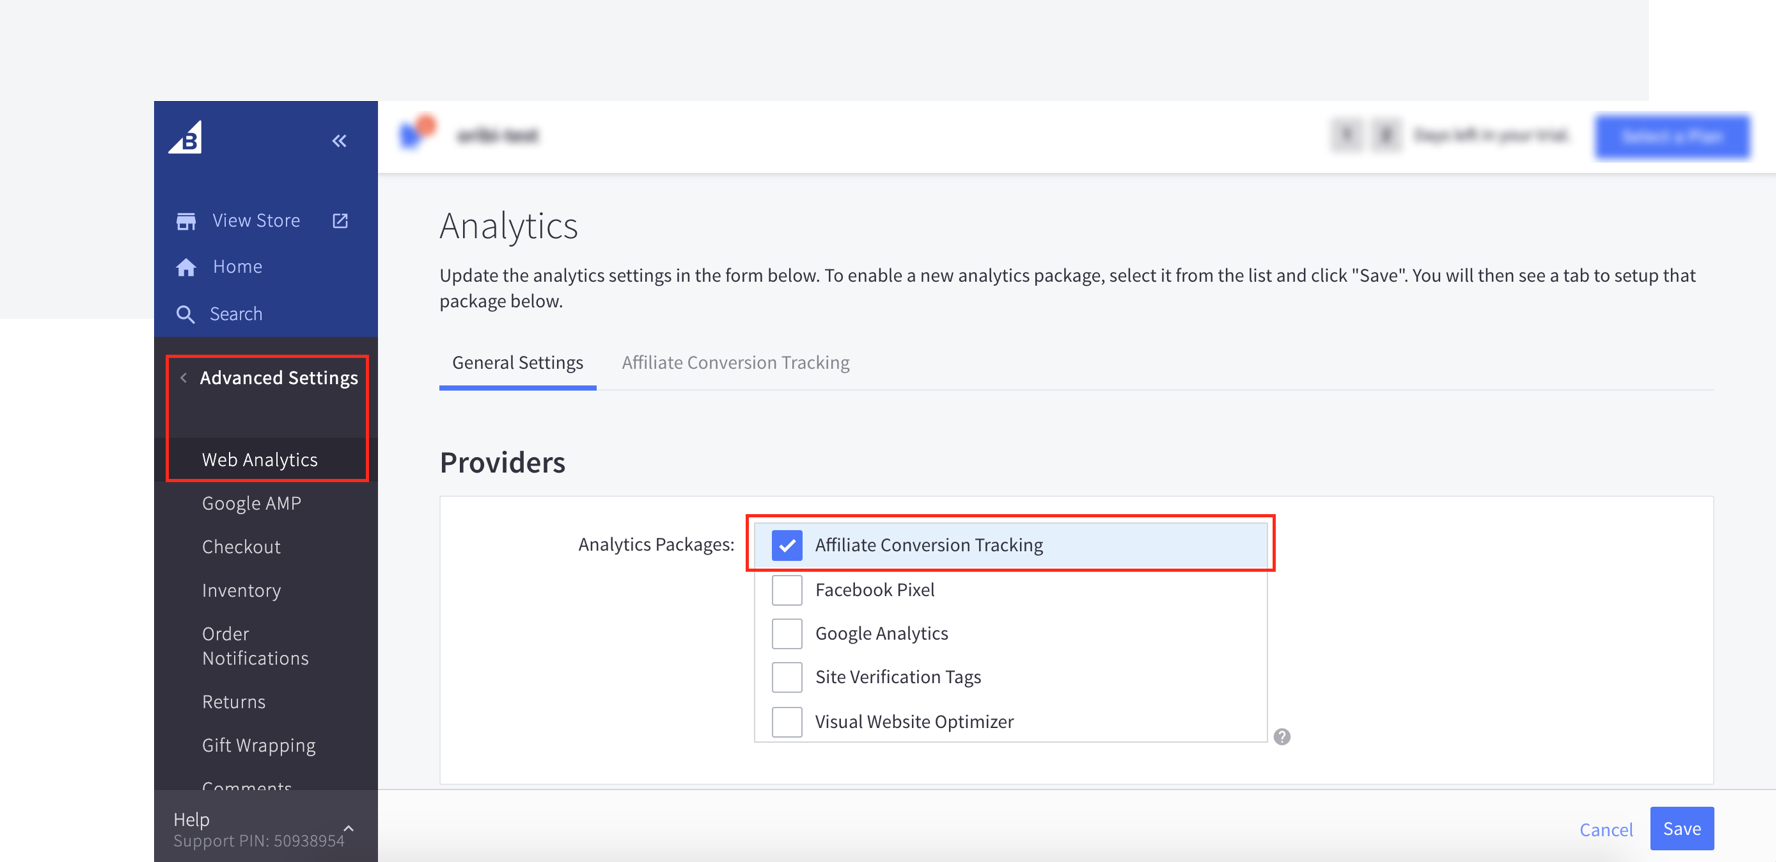 B
View Store
Home
Search
Advanced Settings
Web Analytics
Google AMP
Checkout
Inventory
Order
Notifications
Returns
Gift Wrapping
Comments
Help
Support PIN: 50938954
oribi-test
Days left in your trial.
Select a Plan
Analytics
Update the analytics settings in the form below. To enable a new analytics package, select it from the list and click "Save". You will then see a tab to setup that
package below.
General Settings
Affiliate Conversion Tracking
Providers
Analytics Packages:
Affiliate Conversion Tracking
Facebook Pixel
Google Analytics
Site Verification Tags
Visual Website Optimizer
?
Cancel
Save